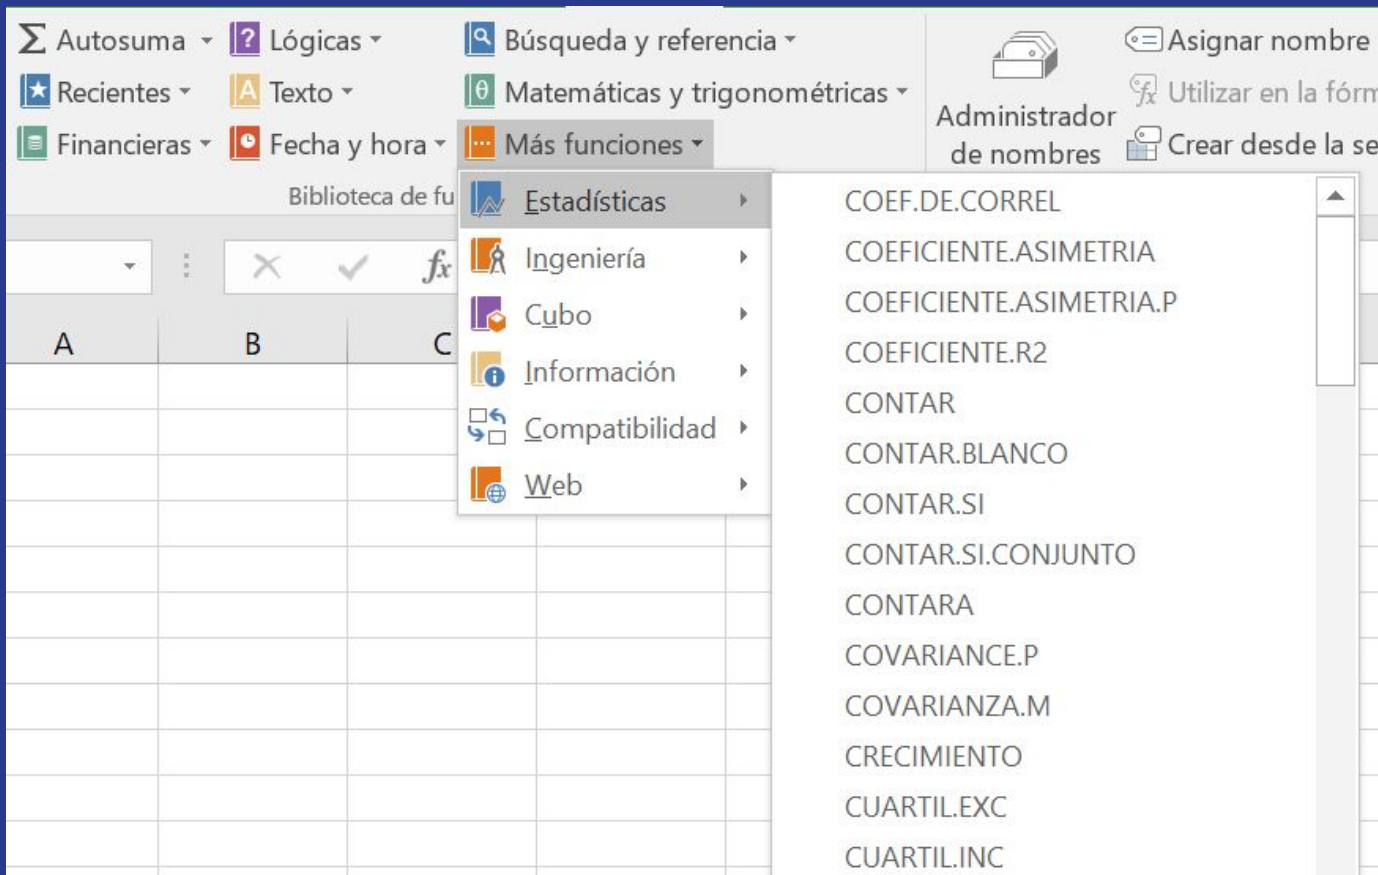 Autosuma
Lógicas
Búsqueda y referencia
Asignar nombre
Recientes
Texto
Matemáticas y trigonométricas
Utilizar en la fórm
Financieras
Fecha y hora
Más funciones
Administrador
de nombres
Crear desde la se
Biblioteca de fu
fx
A
B
C
Estadísticas
Ingeniería
Cubo
Información
Compatibilidad
Web
COEF.DE.CORREL
COEFICIENTE.ASIMETRIA
COEFICIENTE.ASIMETRIA.P
COEFICIENTE.R2
CONTAR
CONTAR.BLANCO
CONTAR.SI
CONTAR.SI.CONJUNTO
CONTARA
COVARIANCE.P
COVARIANZA.M
CRECIMIENTO
CUARTIL.EXC
CUARTIL.INC